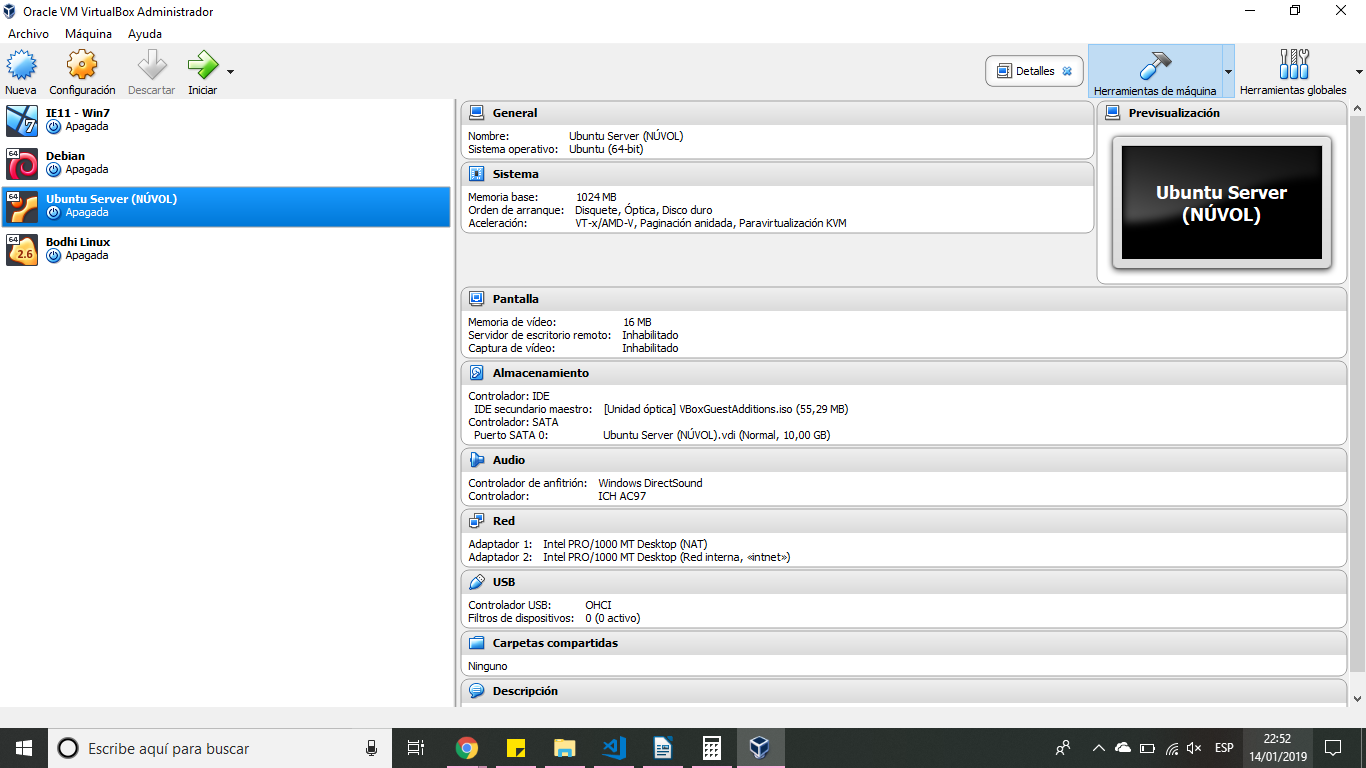 Oracle VM VirtualBox Administrador
Archivo Máquina Ayuda
Nueva Configuración Descartar Iniciar Detalles Herramientas de máquina Herramientas globales
IE11 - Win7
Apagada
64
Debian
Apagada
64
Ubuntu Server (NÚVOL)
Apagada
64
2.6
Bodhi Linux
Apagada
General
Nombre: Ubuntu Server (NÚVOL)
Sistema operativo: Ubuntu (64-bit)
Sistema
Memoria base: 1024 MB
Orden de arranque: Disquete, Óptica, Disco duro
Aceleración: VT-x/AMD-V, Paginación anidada, Paravirtualización KVM
Previsualización
Ubuntu Server
(NÚVOL)
Pantalla
Memoria de vídeo: 16 MB
Servidor de escritorio remoto: Inhabilitado
Captura de vídeo: Inhabilitado
Almacenamiento
Controlador: IDE
IDE secundario maestro: [Unidad óptica] VBoxGuestAdditions.iso (55,29 MB)
Controlador: SATA
Puerto SATA 0: Ubuntu Server (NÚVOL).vdi (Normal, 10,00 GB)
Audio
Controlador de anfitrión: Windows DirectSound
Controlador: ICH AC97
Red
Adaptador 1: Intel PRO/1000 MT Desktop (NAT)
Adaptador 2: Intel PRO/1000 MT Desktop (Red interna, «intnet»)
USB
Controlador USB: OHCI
Filtros de dispositivos: 0 (0 activo)
Carpetas compartidas
Ninguno
Descripción
Escribe aquí para buscar
ESP
22:52
14/01/2019